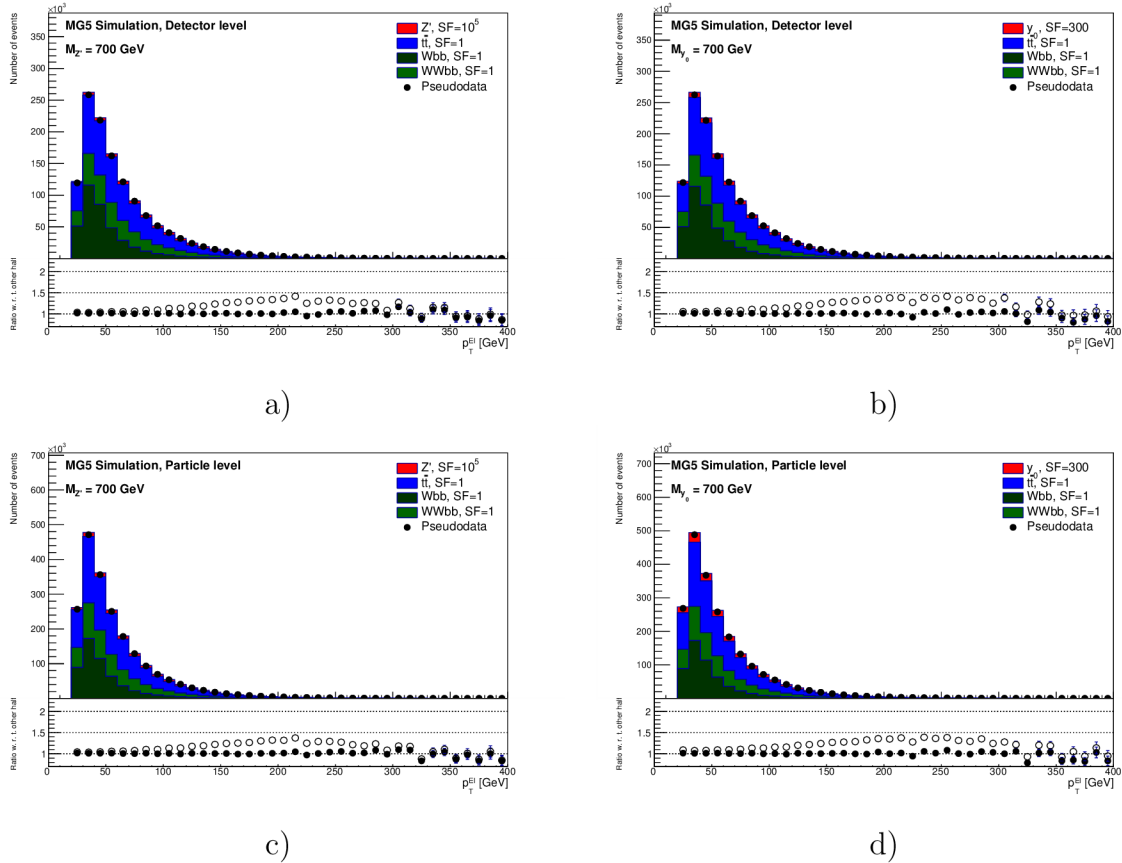 ×10³
MG5 Simulation, Detector level
M_Z' = 700 GeV
Z', SF=10⁵
tt̄, SF=1
Wbb, SF=1
WWbb, SF=1
Pseudodata
Number of events
350
300
250
200
150
100
50
Ratio w. r. t. other half
2
1.5
1
0 50 100 150 200 250 300 350 400
p_T^El [GeV]
a)
×10³
MG5 Simulation, Detector level
M_y₀ = 700 GeV
y₀, SF=300
tt̄, SF=1
Wbb, SF=1
WWbb, SF=1
Pseudodata
Number of events
350
300
250
200
150
100
50
Ratio w. r. t. other half
2
1.5
1
0 50 100 150 200 250 300 350 400
p_T^El [GeV]
b)
×10³
MG5 Simulation, Particle level
M_Z' = 700 GeV
Z', SF=10⁵
tt̄, SF=1
Wbb, SF=1
WWbb, SF=1
Pseudodata
Number of events
700
600
500
400
300
200
100
Ratio w. r. t. other half
2
1.5
1
0 50 100 150 200 250 300 350 400
p_T^El [GeV]
c)
×10³
MG5 Simulation, Particle level
M_y₀ = 700 GeV
y₀, SF=300
tt̄, SF=1
Wbb, SF=1
WWbb, SF=1
Pseudodata
Number of events
700
600
500
400
300
200
100
Ratio w. r. t. other half
2
1.5
1
0 50 100 150 200 250 300 350 400
p_T^El [GeV]
d)